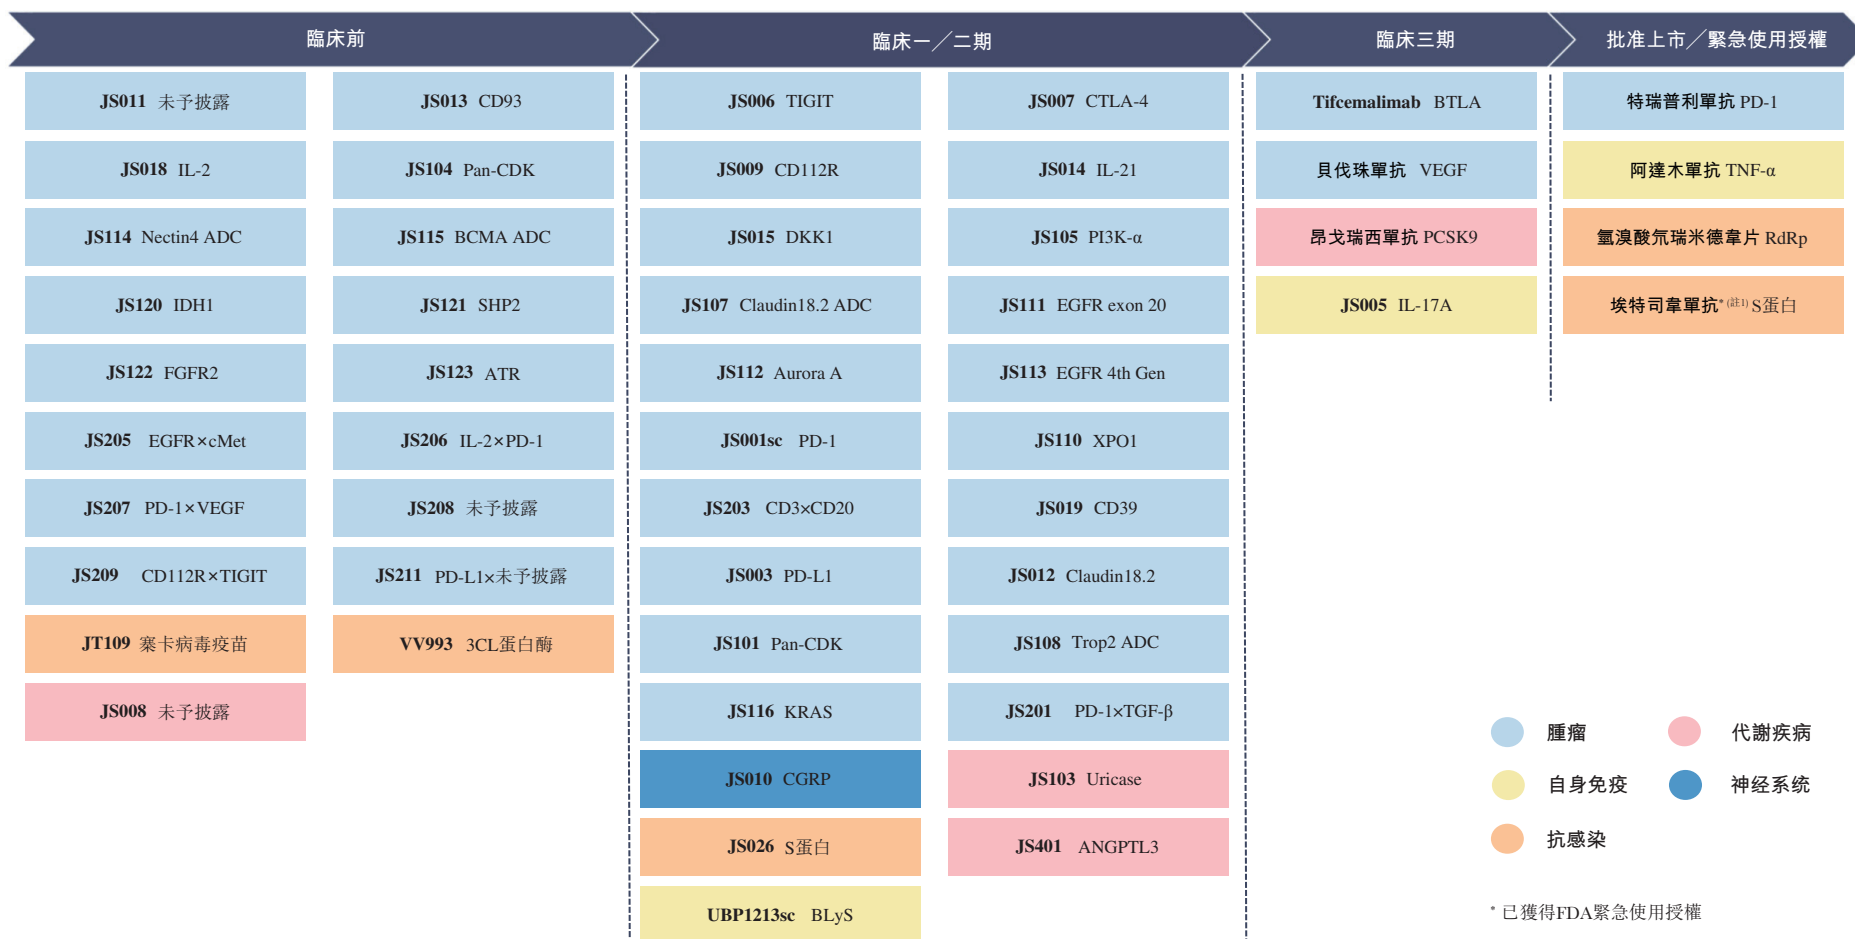 臨床前
臨床一／二期
臨床三期
批准上市／緊急使用授權
JS011 未予披露
JS013 CD93
JS006 TIGIT
JS007 CTLA-4
Tifcemalimab BTLA
特瑞普利單抗 PD-1
JS018 IL-2
JS104 Pan-CDK
JS009 CD112R
JS014 IL-21
貝伐珠單抗 VEGF
阿達木單抗 TNF-α
JS114 Nectin4 ADC
JS115 BCMA ADC
JS015 DKK1
JS105 PI3K-α
昂戈瑞西單抗 PCSK9
氫溴酸氘瑞米德韋片 RdRp
JS120 IDH1
JS121 SHP2
JS107 Claudin18.2 ADC
JS111 EGFR exon 20
JS005 IL-17A
埃特司韋單抗* (註1) S蛋白
JS122 FGFR2
JS123 ATR
JS112 Aurora A
JS113 EGFR 4th Gen
JS205 EGFR×cMet
JS206 IL-2×PD-1
JS001sc PD-1
JS110 XPO1
JS207 PD-1×VEGF
JS208 未予披露
JS203 CD3×CD20
JS019 CD39
JS209 CD112R×TIGIT
JS211 PD-L1×未予披露
JS003 PD-L1
JS012 Claudin18.2
JT109 寨卡病毒疫苗
VV993 3CL蛋白酶
JS101 Pan-CDK
JS108 Trop2 ADC
JS008 未予披露
JS116 KRAS
JS201 PD-1×TGF-β
JS010 CGRP
JS103 Uricase
JS026 S蛋白
JS401 ANGPTL3
UBP1213sc BLyS
腫瘤
代謝疾病
自身免疫
神经系统
抗感染
* 已獲得FDA緊急使用授權